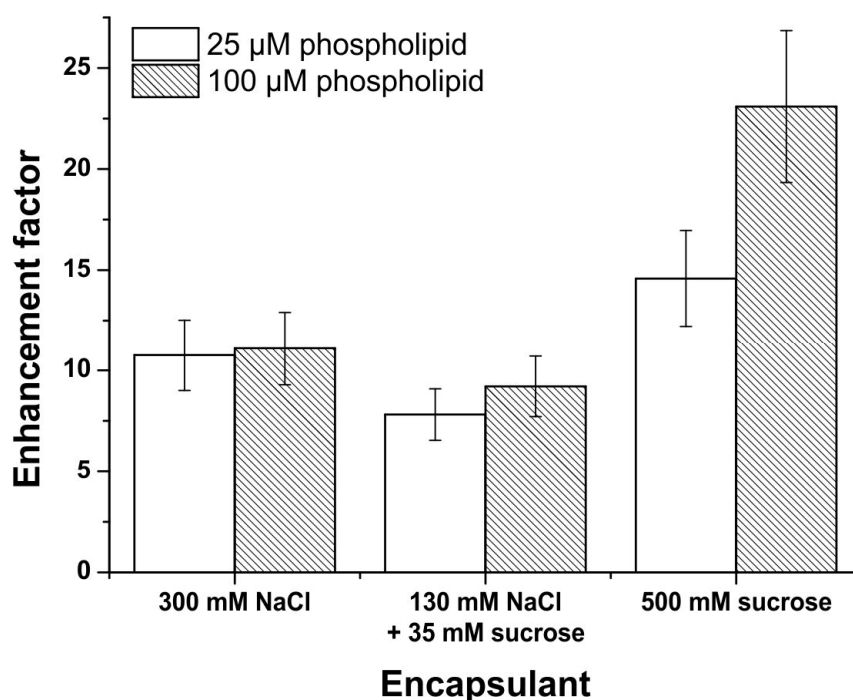 25 µM phospholipid
100 µM phospholipid
Enhancement factor
25
20
15
10
5
0
300 mM NaCl
130 mM NaCl
+ 35 mM sucrose
500 mM sucrose
Encapsulant